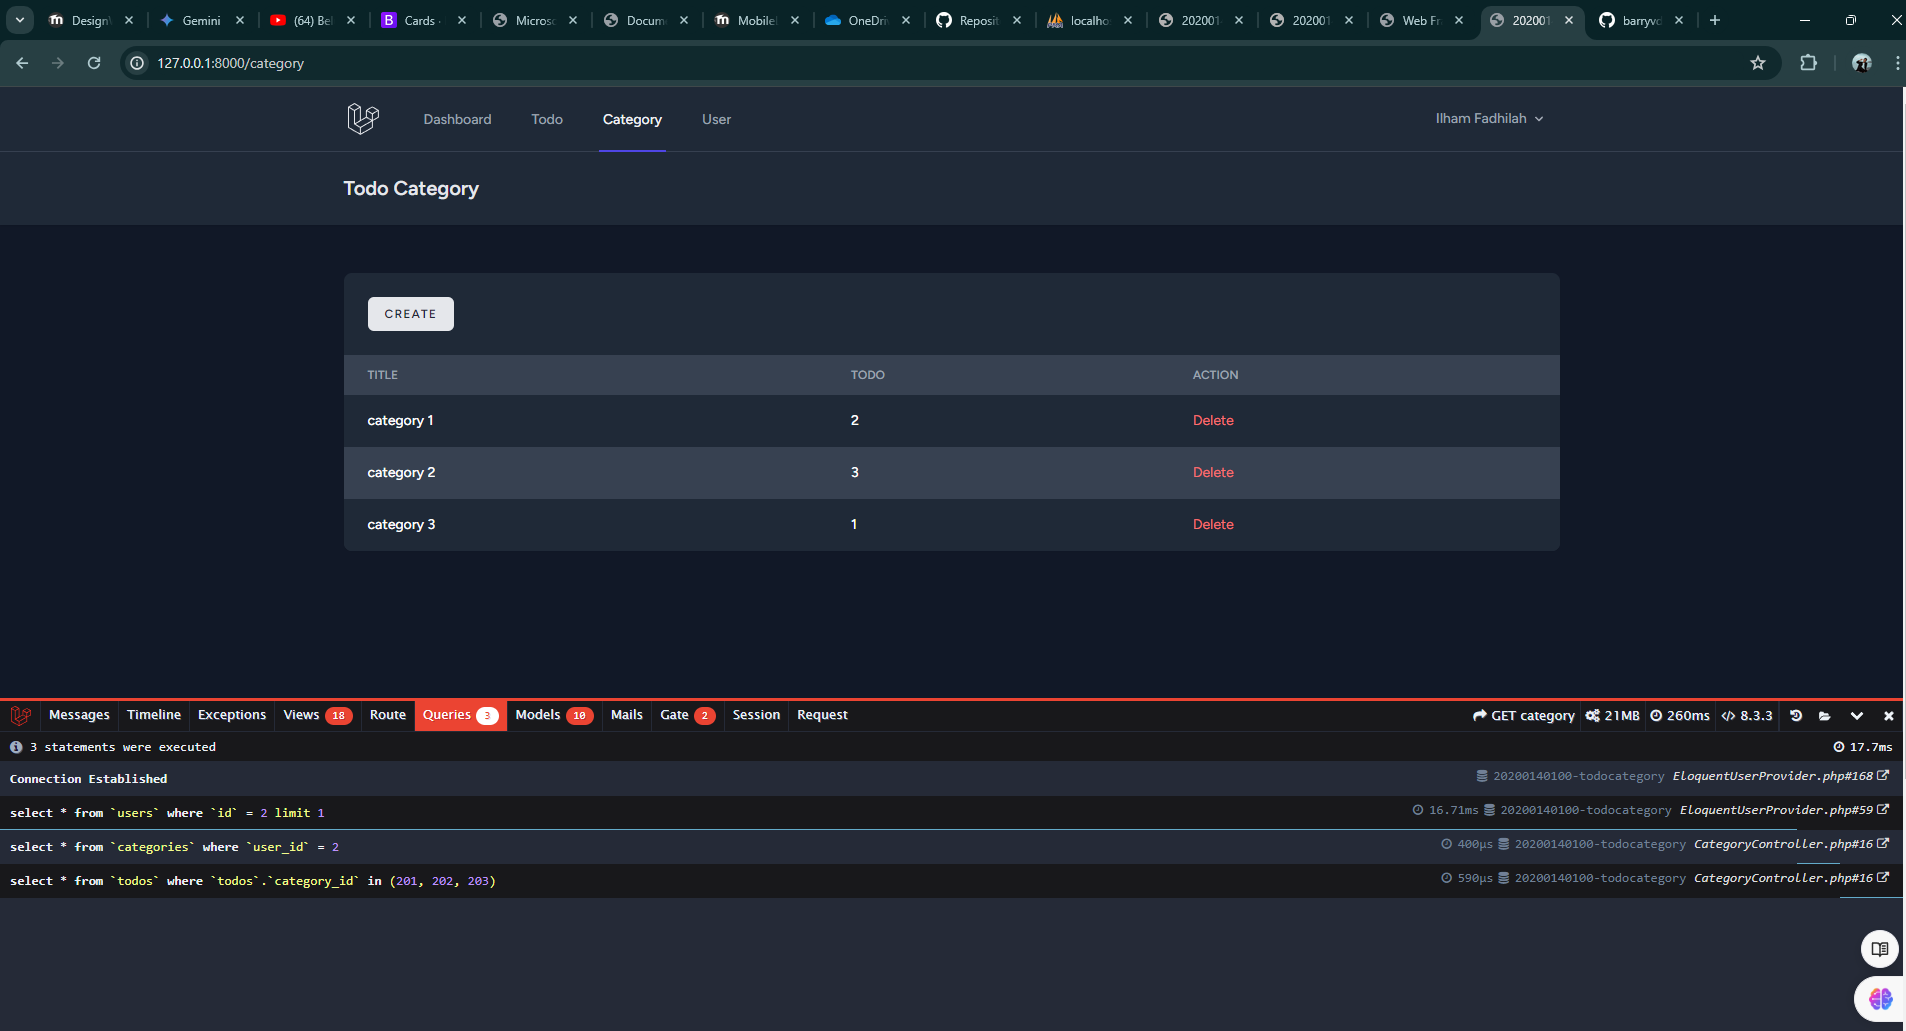 Design\
Gemini
(64) Bel
B Cards -
Microso
Docum
Mobile
OneDri
Reposit
localho
202001
202001
Web Fr
202001
barryvd
127.0.0.1:8000/category
Dashboard
Todo
Category
User
Ilham Fadhilah
Todo Category
CREATE
TITLE TODO ACTION
category 1 2 Delete
category 2 3 Delete
category 3 1 Delete
Messages Timeline Exceptions Views 18 Route Queries 3 Models 10 Mails Gate 2 Session Request GET category 21MB 260ms 8.3.3
3 statements were executed 17.7ms
Connection Established 20200140100-todocategory EloquentUserProvider.php#168
select * from `users` where `id` = 2 limit 1 16.71ms 20200140100-todocategory EloquentUserProvider.php#59
select * from `categories` where `user_id` = 2 400μs 20200140100-todocategory CategoryController.php#16
select * from `todos` where `todos`.`category_id` in (201, 202, 203) 590μs 20200140100-todocategory CategoryController.php#16